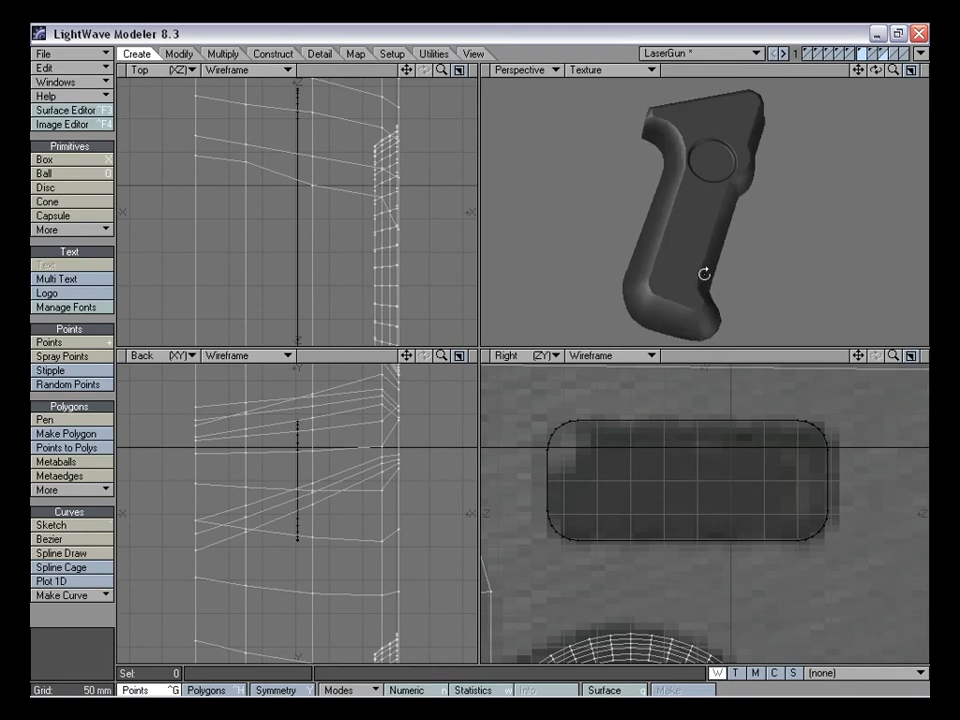 LightWave Modeler 8.3
File Create Modify Multiply Construct Detail Map Setup Utilities View LaserGun * 1
Edit Top (XZ) Wireframe Perspective Texture
Windows
Help
Surface Editor F3
Image Editor ^F4
Primitives
Box X
Ball O
Disc
Cone
Capsule
More
Text
Text
Multi Text
Logo
Manage Fonts
Points
Points +
Spray Points
Back (XY) Wireframe Right (ZY) Wireframe
Stipple
Random Points
Polygons
Pen
Make Polygon
Points to Polys
Metaballs
Metaedges
More
Curves
Sketch
Bezier
Spline Draw
Spline Cage
Plot 1D
Make Curve
Sel: 0 W T M C S (none)
Grid: 50 mm Points ^G Polygons ^H Symmetry Y Modes Numeric n Statistics w Info Surface q Make